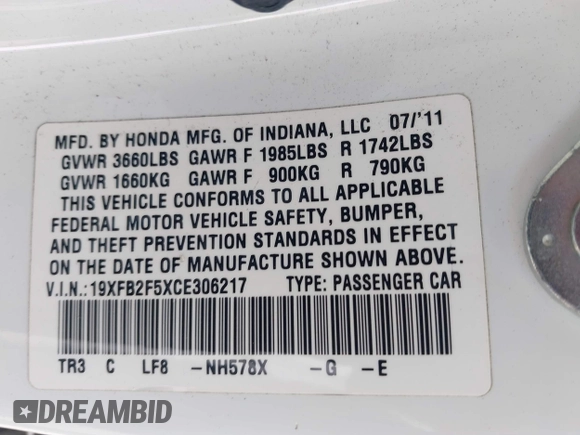 MFD. BY HONDA MFG. OF INDIANA, LLC 07/'11
GVWR 3660LBS GAWR F 1985LBS R 1742LBS
GVWR 1660KG GAWR F 900KG R 790KG
THIS VEHICLE CONFORMS TO ALL APPLICABLE
FEDERAL MOTOR VEHICLE SAFETY, BUMPER,
AND THEFT PREVENTION STANDARDS IN EFFECT
ON THE DATE OF MANUFACTURE SHOWN ABOVE.
V.I.N.:19XFB2F5XCE306217 TYPE: PASSENGER CAR
TR3 C LF8 -NH578X -G -E
DREAMBID